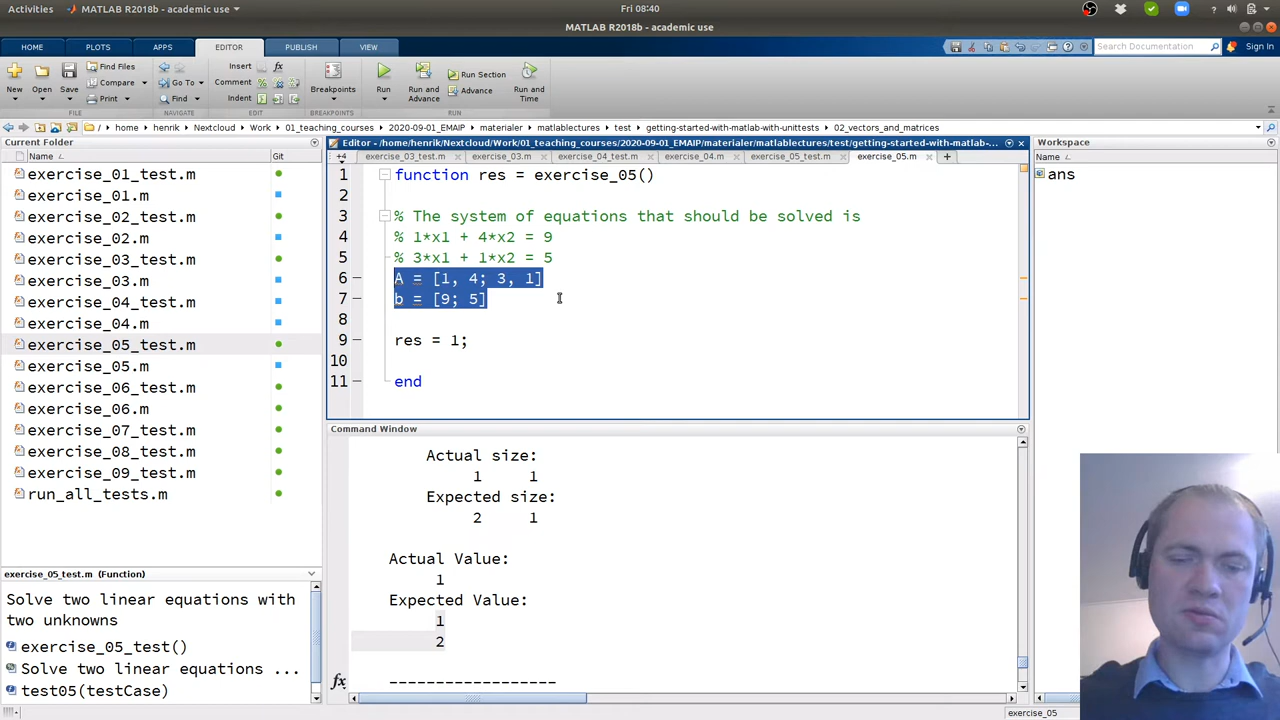 Activities
MATLAB R2018b - academic use
Fri 08:40
MATLAB R2018b - academic use
HOME
PLOTS
APPS
EDITOR
PUBLISH
VIEW
Search Documentation
Sign In
New
Open
Save
Find Files
Compare
Print
Go To
Find
Insert
fx
Comment
Indent
Breakpoints
Run
Run and
Advance
Run Section
Advance
Run and
Time
FILE
NAVIGATE
EDIT
BREAKPOINTS
RUN
/ home henrik Nextcloud Work 01_teaching_courses 2020-09-01_EMAIP materialer matlablectures test getting-started-with-matlab-with-unittests 02_vectors_and_matrices
Current Folder
Name
Git
exercise_01_test.m
exercise_01.m
exercise_02_test.m
exercise_02.m
exercise_03_test.m
exercise_03.m
exercise_04_test.m
exercise_04.m
exercise_05_test.m
exercise_05.m
exercise_06_test.m
exercise_06.m
exercise_07_test.m
exercise_08_test.m
exercise_09_test.m
run_all_tests.m
exercise_05_test.m (Function)
Solve two linear equations with
two unknowns
exercise_05_test()
Solve two linear equations ...
test05(testCase)
Editor - /home/henrik/Nextcloud/Work/01_teaching_courses/2020-09-01_EMAIP/materialer/matlablectures/test/getting-started-with-matlab-...
+4
exercise_03_test.m
exercise_03.m
exercise_04_test.m
exercise_04.m
exercise_05_test.m
exercise_05.m
1 function res = exercise_05()
2
3 % The system of equations that should be solved is
4 % 1*x1 + 4*x2 = 9
5 % 3*x1 + 1*x2 = 5
6 A = [1, 4; 3, 1]
7 b = [9; 5]
8
9 res = 1;
10
11 end
Command Window
Actual size:
1 1
Expected size:
2 1
Actual Value:
1
Expected Value:
1
2
------------------
fx
Workspace
Name
ans
exercise_05